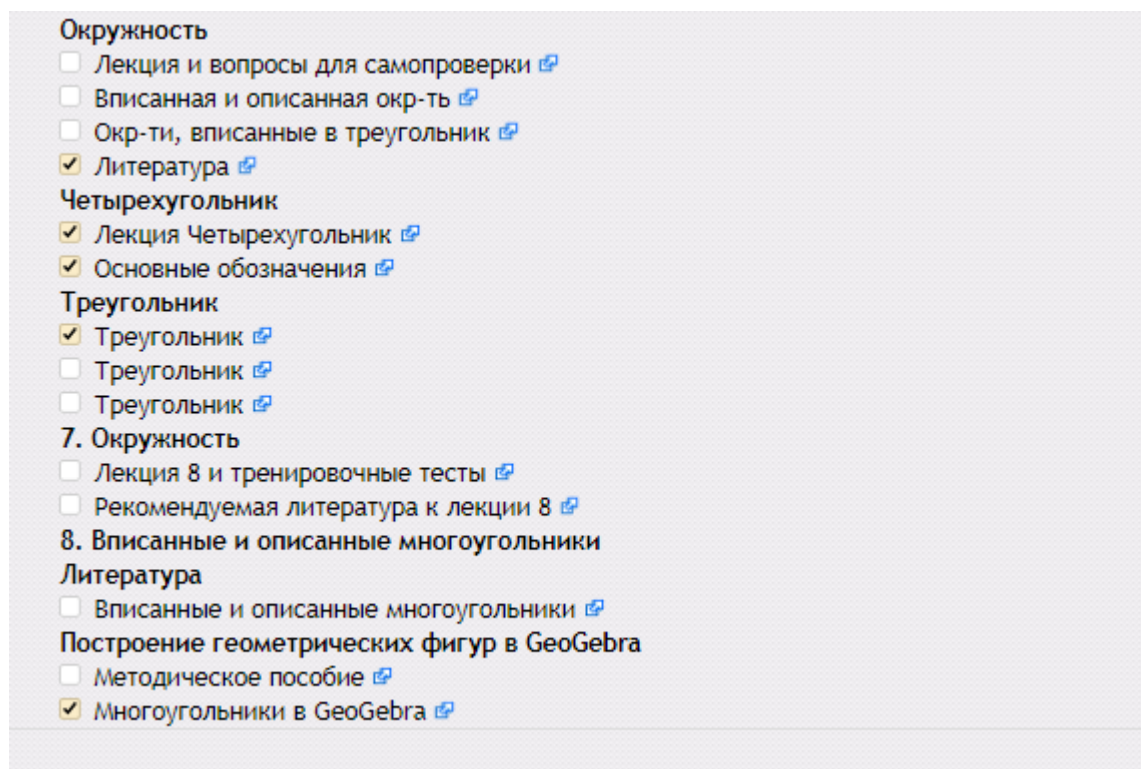 Окружность
Лекция и вопросы для самопроверки
Вписанная и описанная окр-ть
Окр-ти, вписанные в треугольник
Литература
Четырехугольник
Лекция Четырехугольник
Основные обозначения
Треугольник
Треугольник
Треугольник
Треугольник
7. Окружность
Лекция 8 и тренировочные тесты
Рекомендуемая литература к лекции 8
8. Вписанные и описанные многоугольники
Литература
Вписанные и описанные многоугольники
Построение геометрических фигур в GeoGebra
Методическое пособие
Многоугольники в GeoGebra